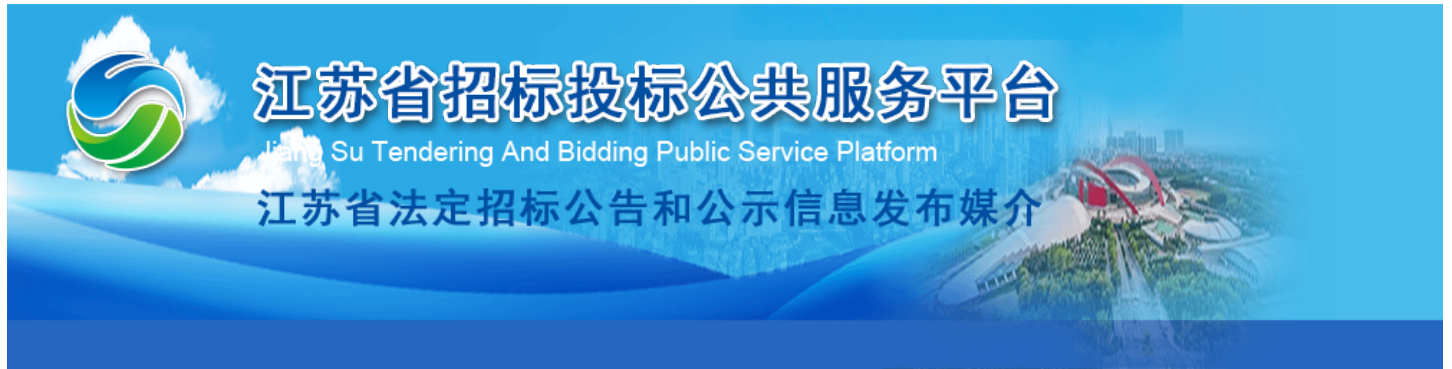 江苏省招标投标公共服务平台
Jiang Su Tendering And Bidding Public Service Platform
江苏省法定招标公告和公示信息发布媒介